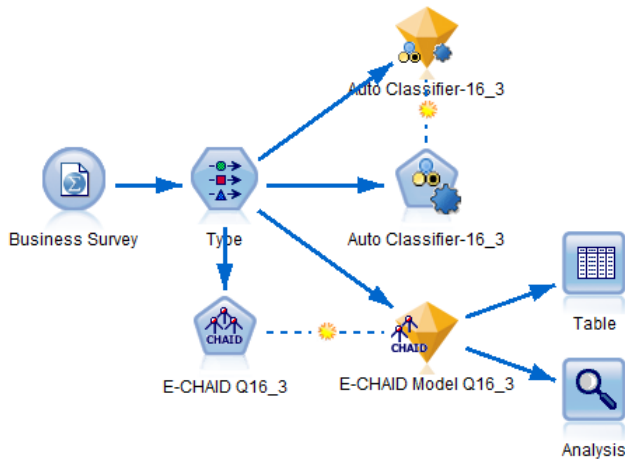 Auto Classifier-16_3
Business Survey
Type
Auto Classifier-16_3
Table
CHAID
E-CHAID Q16_3
CHAID
E-CHAID Model Q16_3
Analysis